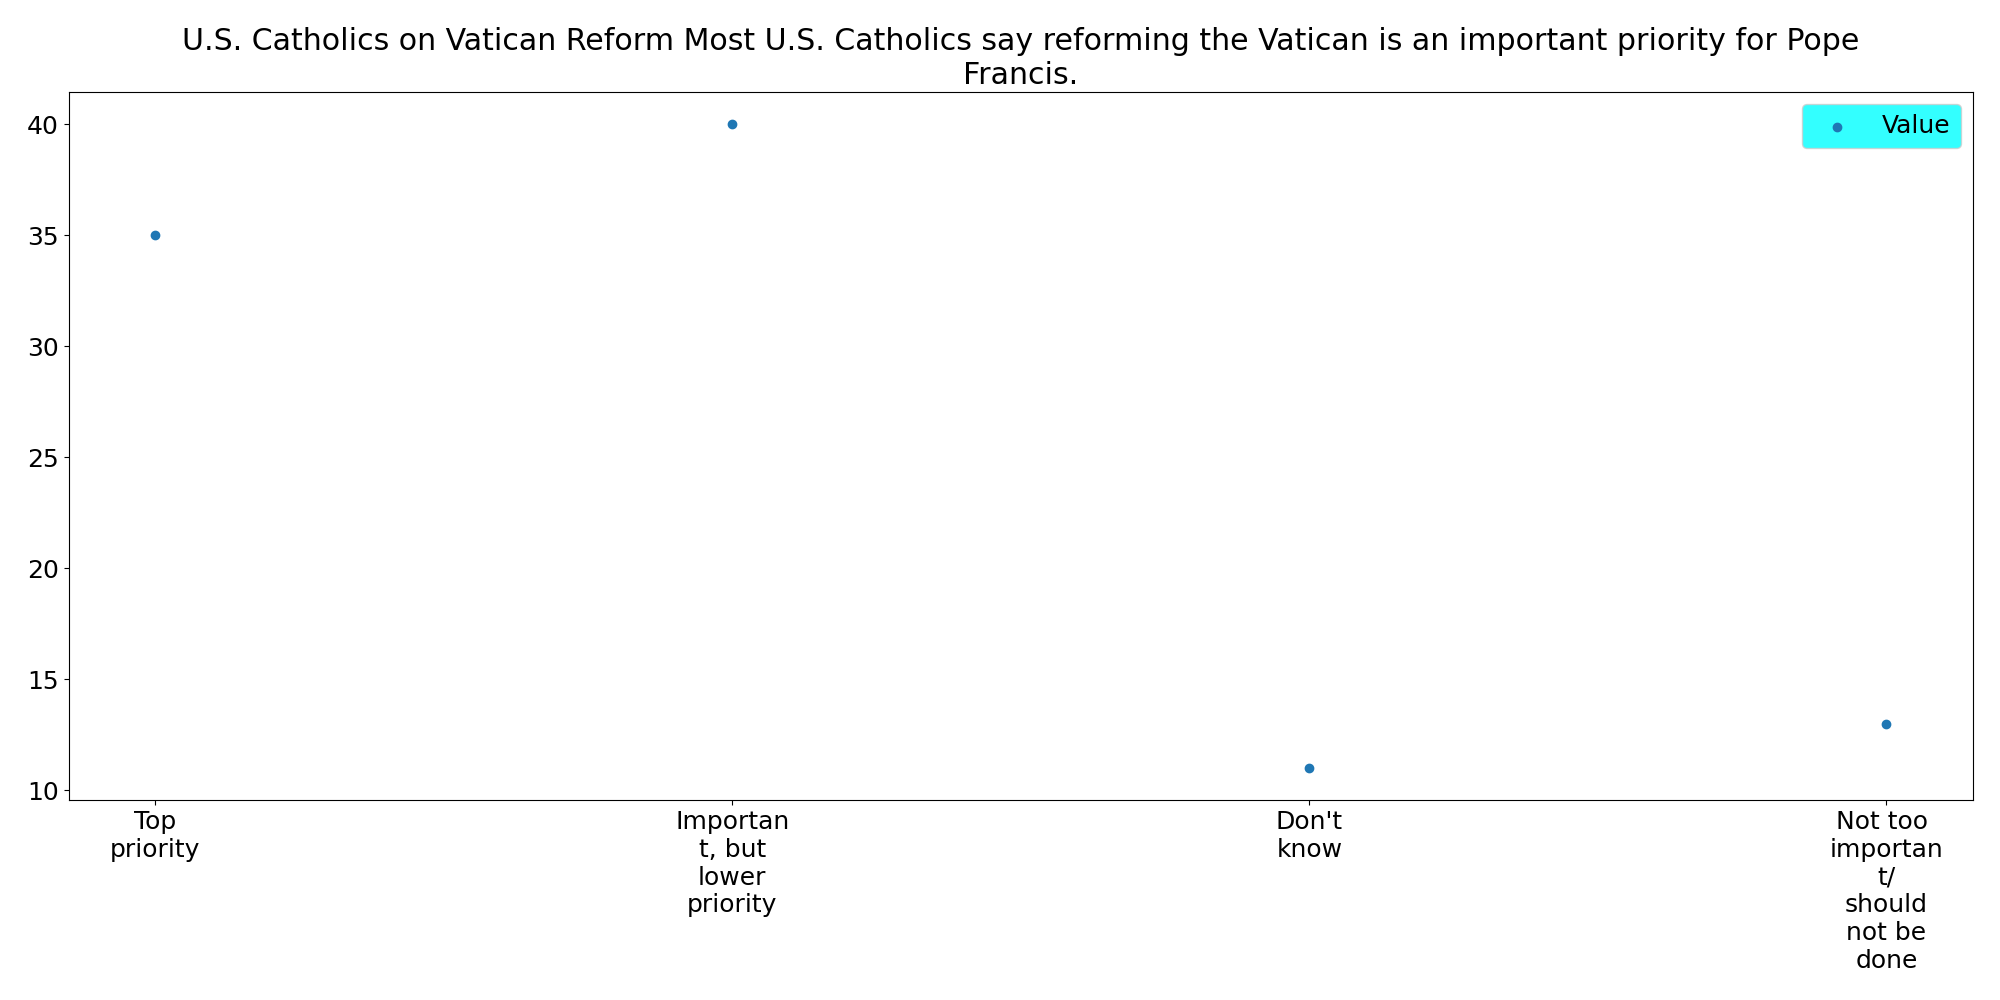 U.S. Catholics on Vatican Reform Most U.S. Catholics say reforming the Vatican is an important priority for Pope
Francis.
Value
40
35
30
25
20
15
10
Top
priority
Importan
t, but
lower
priority
Don't
know
Not too
importan
t/
should
not be
done